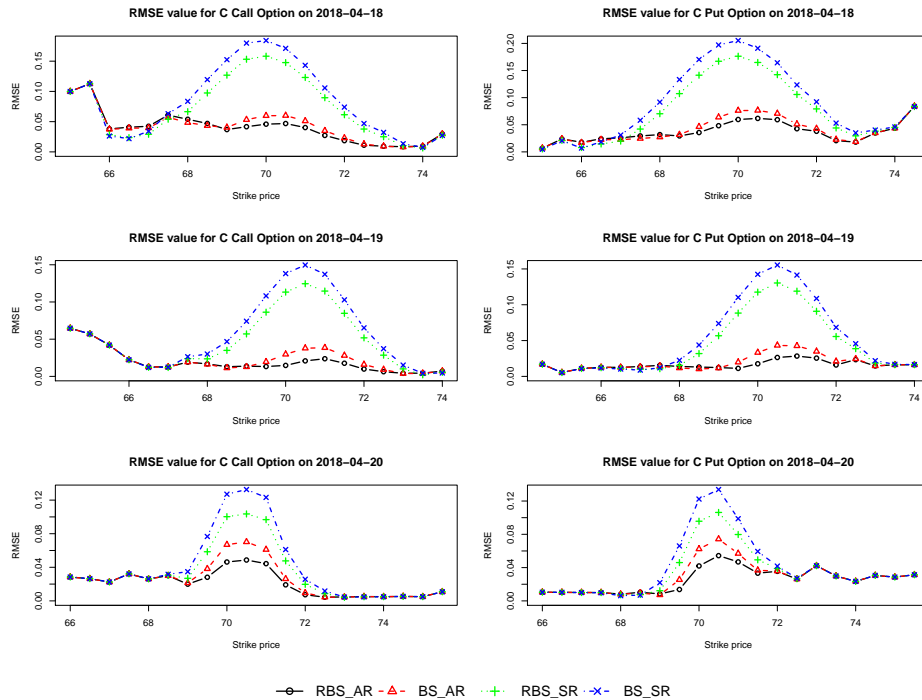 RMSE value for C Call Option on 2018−04−18
RMSE
0.00 0.05 0.10 0.15
66 68 70 72 74
Strike price
RMSE value for C Put Option on 2018−04−18
RMSE
0.00 0.05 0.10 0.15 0.20
66 68 70 72 74
Strike price
RMSE value for C Call Option on 2018−04−19
RMSE
0.00 0.05 0.10 0.15
66 68 70 72 74
Strike price
RMSE value for C Put Option on 2018−04−19
RMSE
0.00 0.05 0.10 0.15
66 68 70 72 74
Strike price
RMSE value for C Call Option on 2018−04−20
RMSE
0.00 0.04 0.08 0.12
66 68 70 72 74
Strike price
RMSE value for C Put Option on 2018−04−20
RMSE
0.00 0.04 0.08 0.12
66 68 70 72 74
Strike price
RBS_AR BS_AR RBS_SR BS_SR